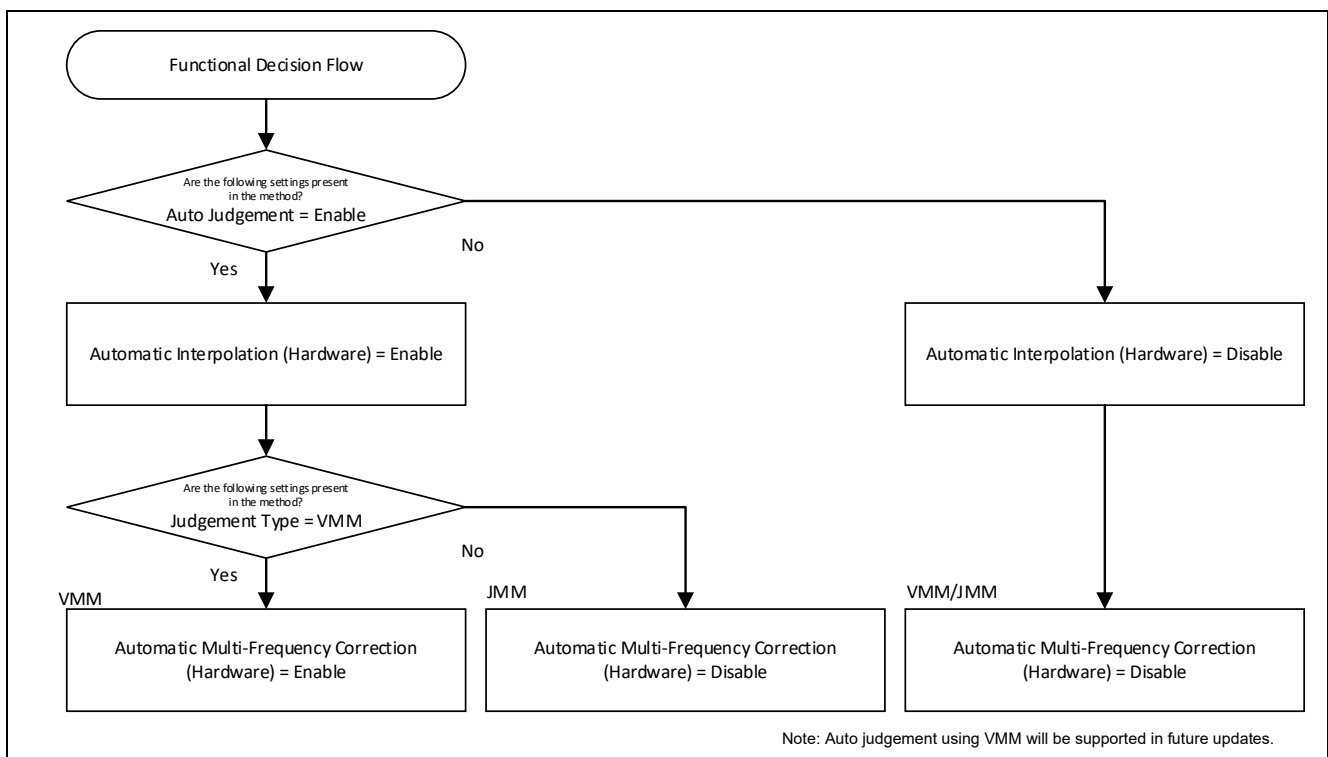 Functional Decision Flow
Are the following settings present
in the method?
Auto Judgement = Enable
No
Yes
Automatic Interpolation (Hardware) = Enable
Automatic Interpolation (Hardware) = Disable
Are the following settings present
in the method?
Judgement Type = VMM
No
Yes
VMM
JMM
VMM/JMM
Automatic Multi-Frequency Correction
(Hardware) = Enable
Automatic Multi-Frequency Correction
(Hardware) = Disable
Automatic Multi-Frequency Correction
(Hardware) = Disable
Note: Auto judgement using VMM will be supported in future updates.